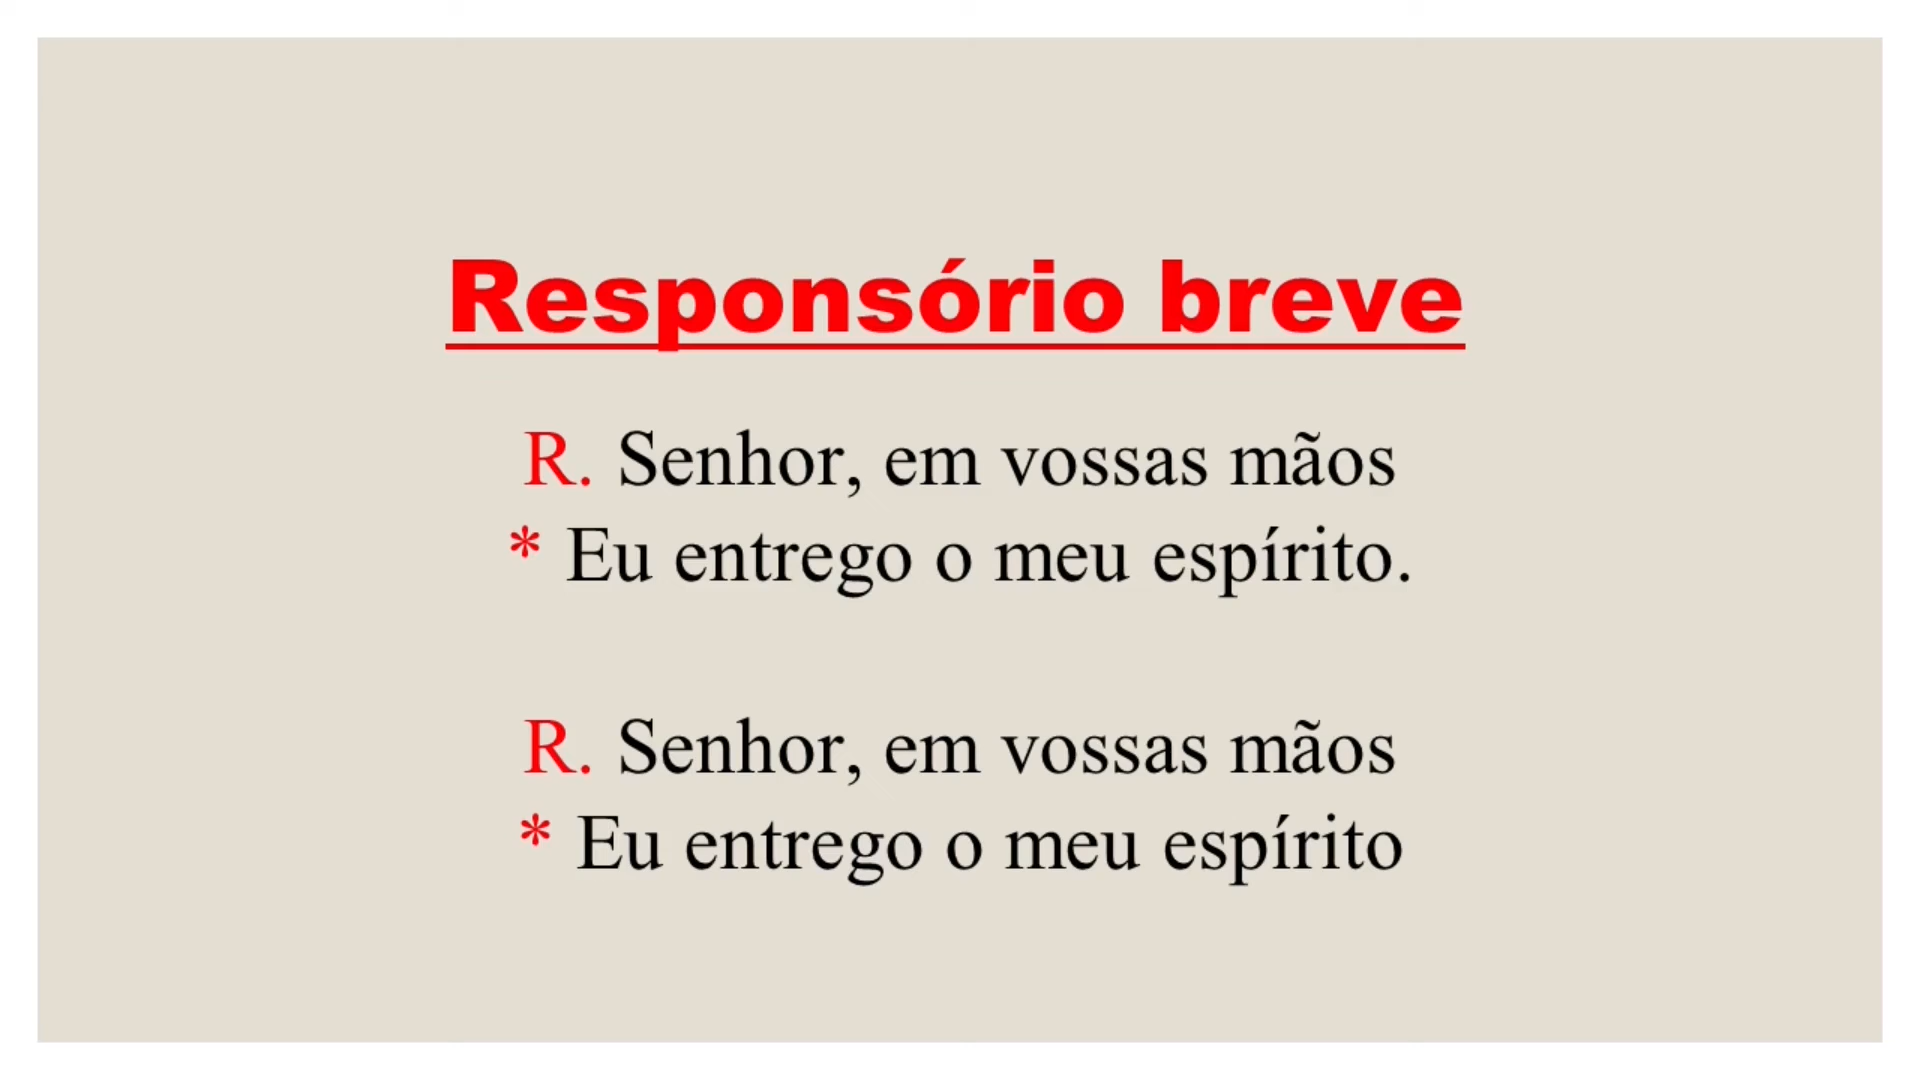 Responsório breve
R. Senhor, em vossas mãos
* Eu entrego o meu espírito.
R. Senhor, em vossas mãos
* Eu entrego o meu espírito